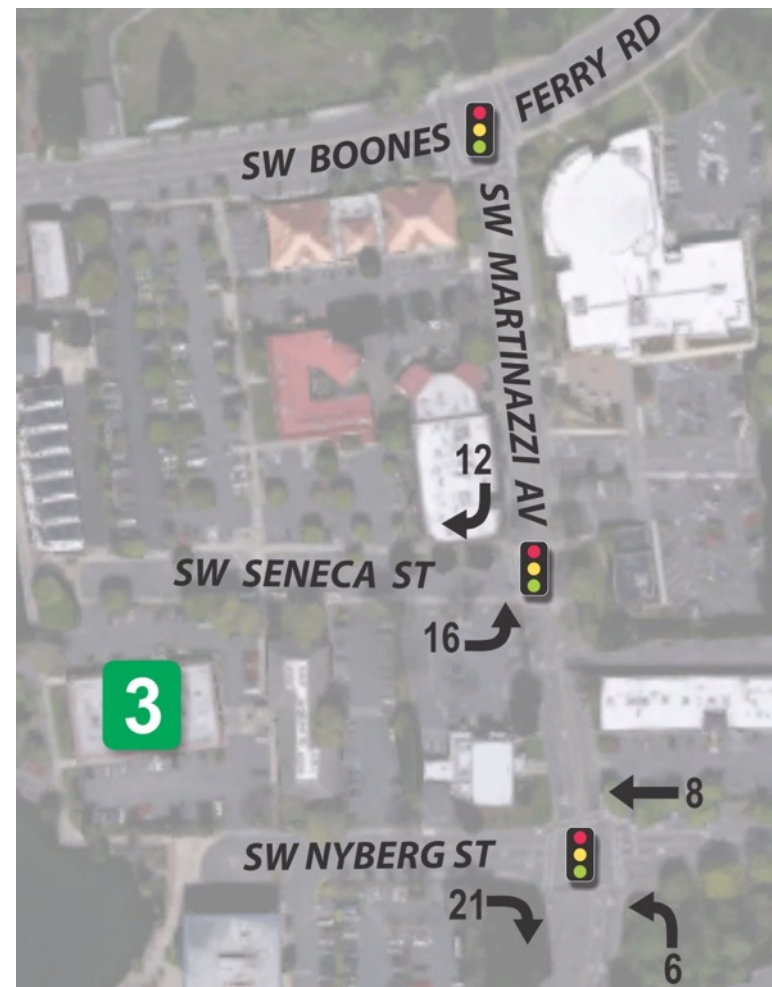 SW BOONES FERRY RD
SW MARTINAZZI AV
12
SW SENECA ST
16
3
8
SW NYBERG ST
21
6